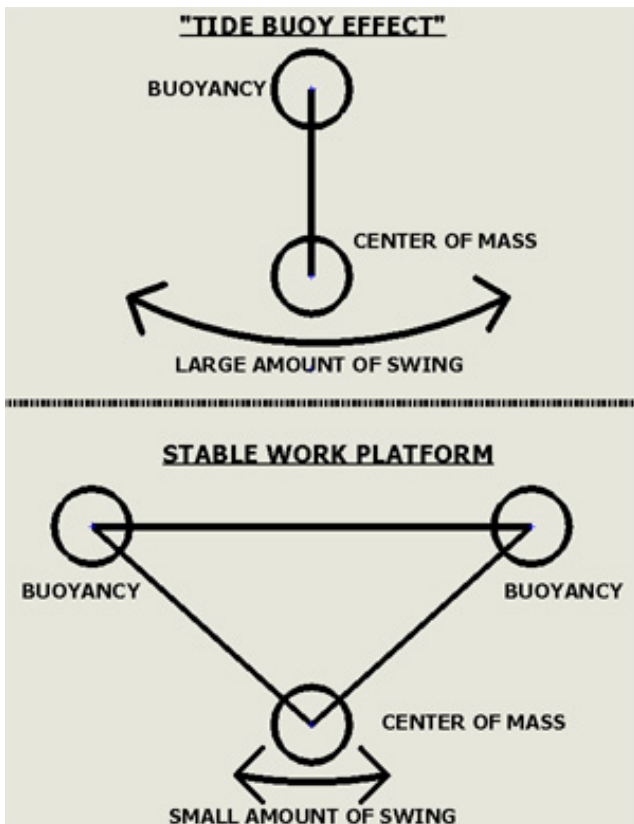 "TIDE BUOY EFFECT"
BUOYANCY
CENTER OF MASS
LARGE AMOUNT OF SWING
STABLE WORK PLATFORM
BUOYANCY
BUOYANCY
CENTER OF MASS
SMALL AMOUNT OF SWING